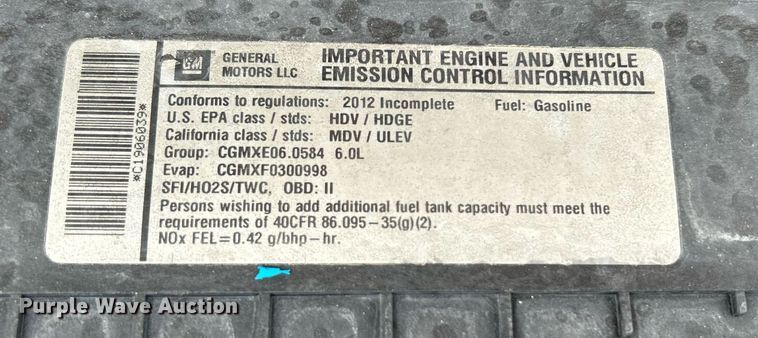 *C1906039*
GM
GENERAL MOTORS LLC
IMPORTANT ENGINE AND VEHICLE
EMISSION CONTROL INFORMATION
Conforms to regulations: 2012 Incomplete Fuel: Gasoline
U.S. EPA class / stds: HDV / HDGE
California class / stds: MDV / ULEV
Group: CGMXE06.0584 6.0L
Evap: CGMXF0300998
SFI/HO2S/TWC, OBD: II
Persons wishing to add additional fuel tank capacity must meet the
requirements of 40CFR 86.095-35(g)(2).
NOx FEL=0.42 g/bhp-hr.
Purple Wave Auction